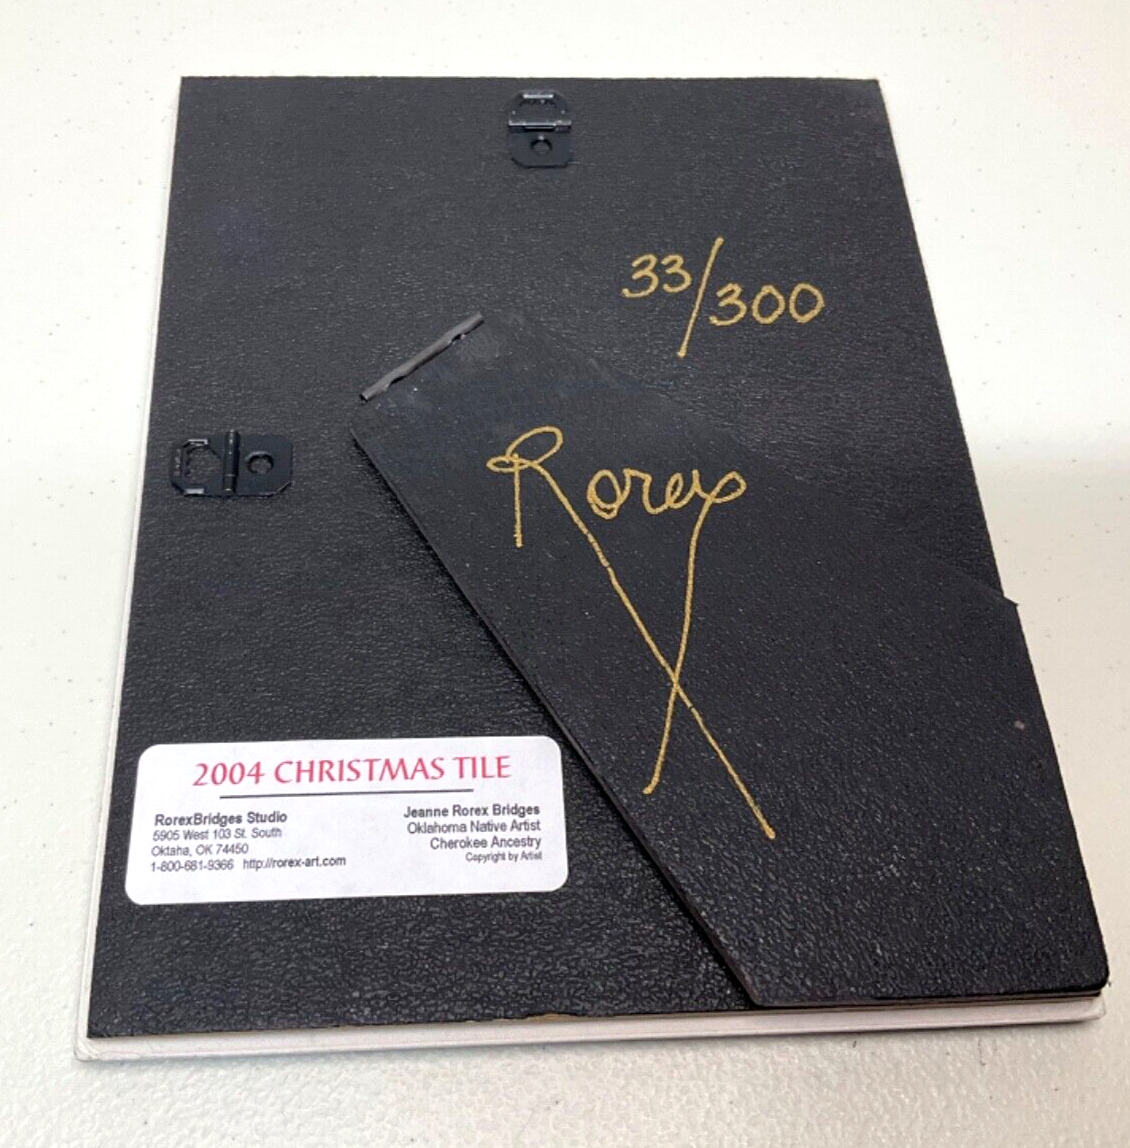 33/300
Rorex
2004 CHRISTMAS TILE
RorexBridges Studio
5905 West 103 St. South
Oktaha, OK 74450
1-800-681-9366 http://rorex-art.com
Jeanne Rorex Bridges
Oklahoma Native Artist
Cherokee Ancestry
Copyright by Artist